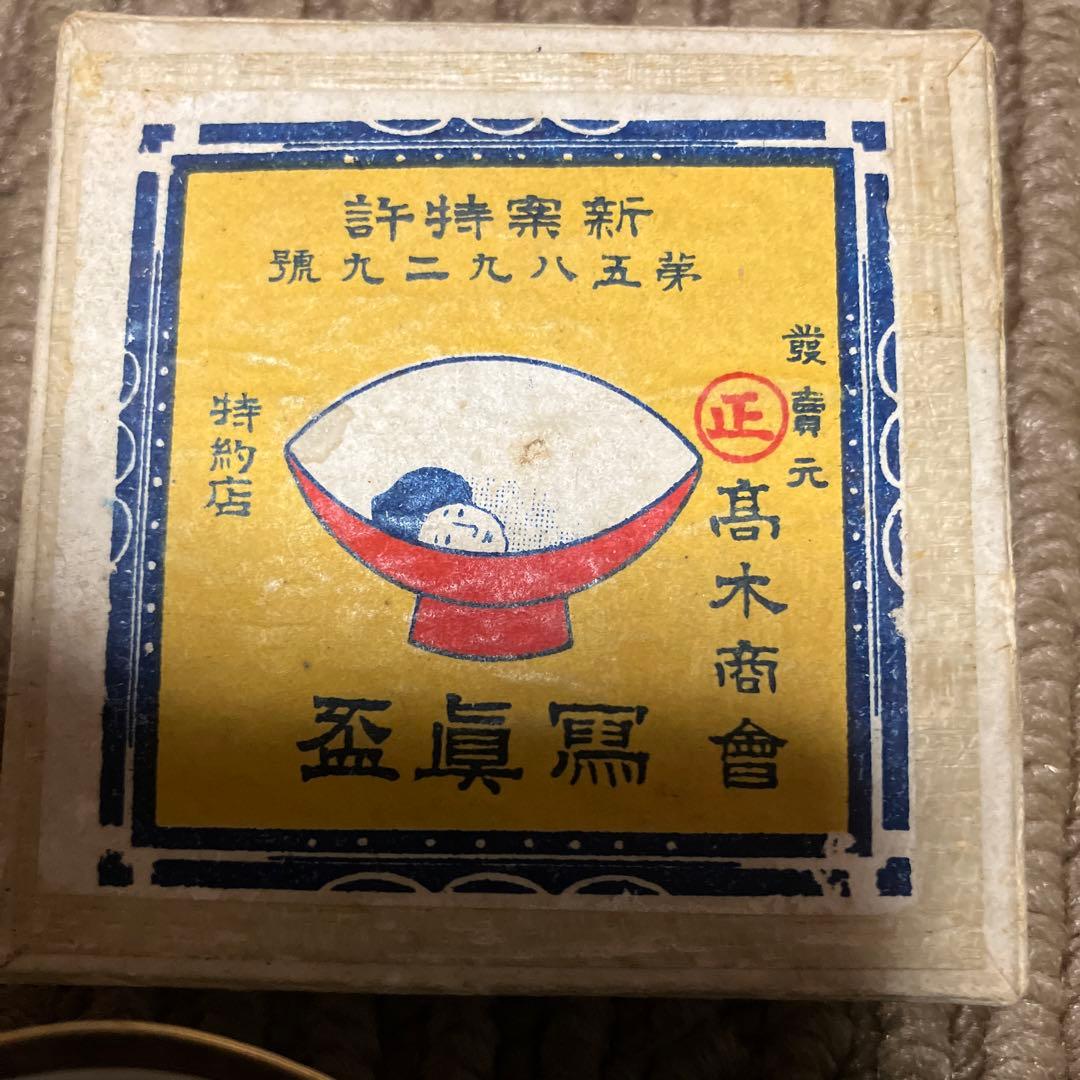 新案特許
第五八九二九號
發賣元
正
髙木商會
特約店
寫眞盃